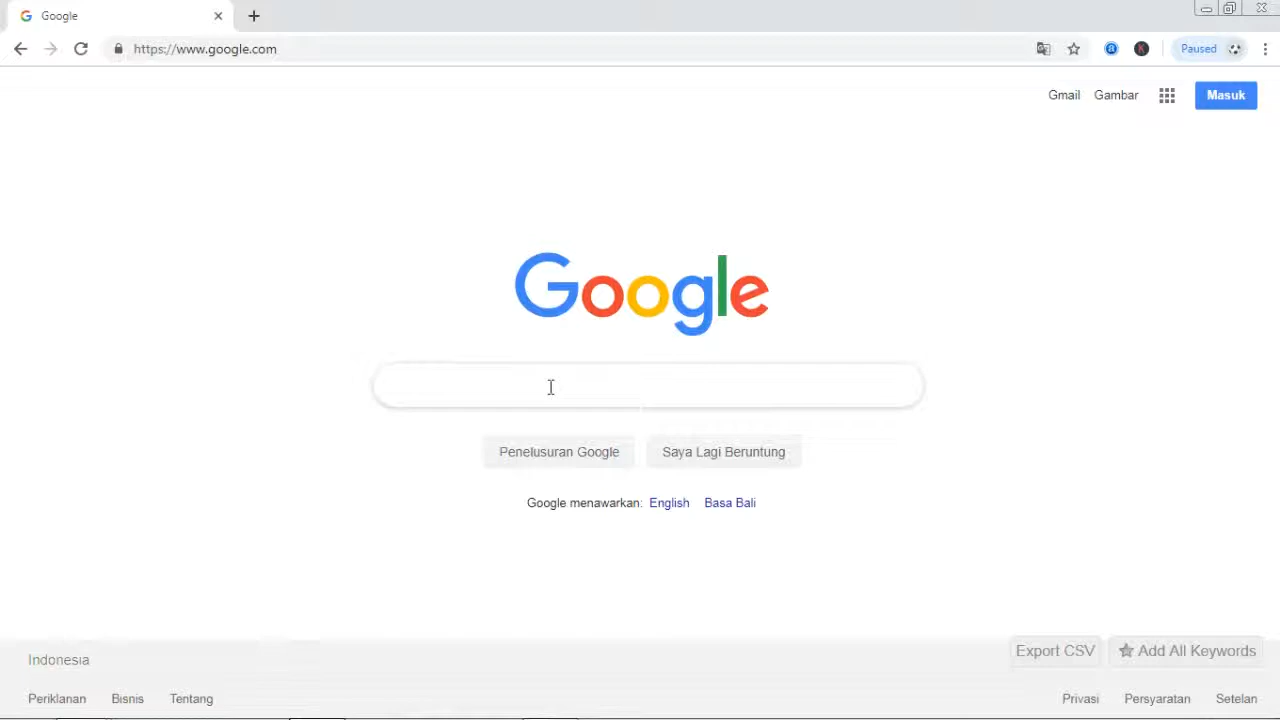 Google
https://www.google.com
Paused
Gmail Gambar Masuk
Google
Penelusuran Google Saya Lagi Beruntung
Google menawarkan: English Basa Bali
Export CSV Add All Keywords
Indonesia
Periklanan Bisnis Tentang Privasi Persyaratan Setelan